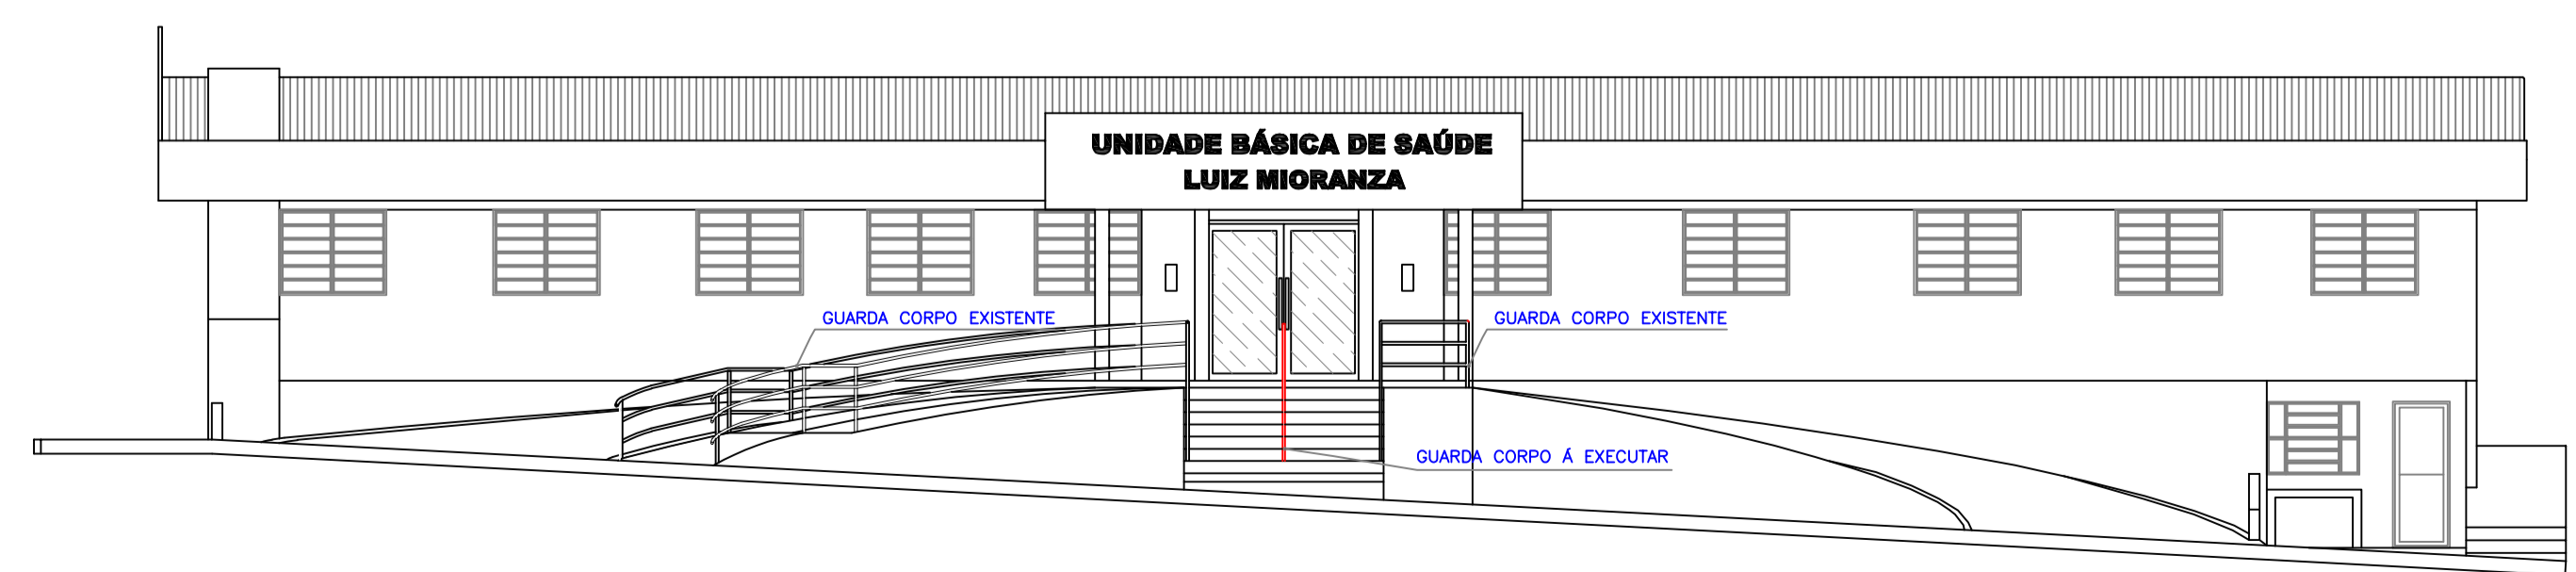 UNIDADE BÁSICA DE SAÚDE
LUIZ MIORANZA
GUARDA CORPO EXISTENTE
GUARDA CORPO EXISTENTE
GUARDA CORPO Á EXECUTAR